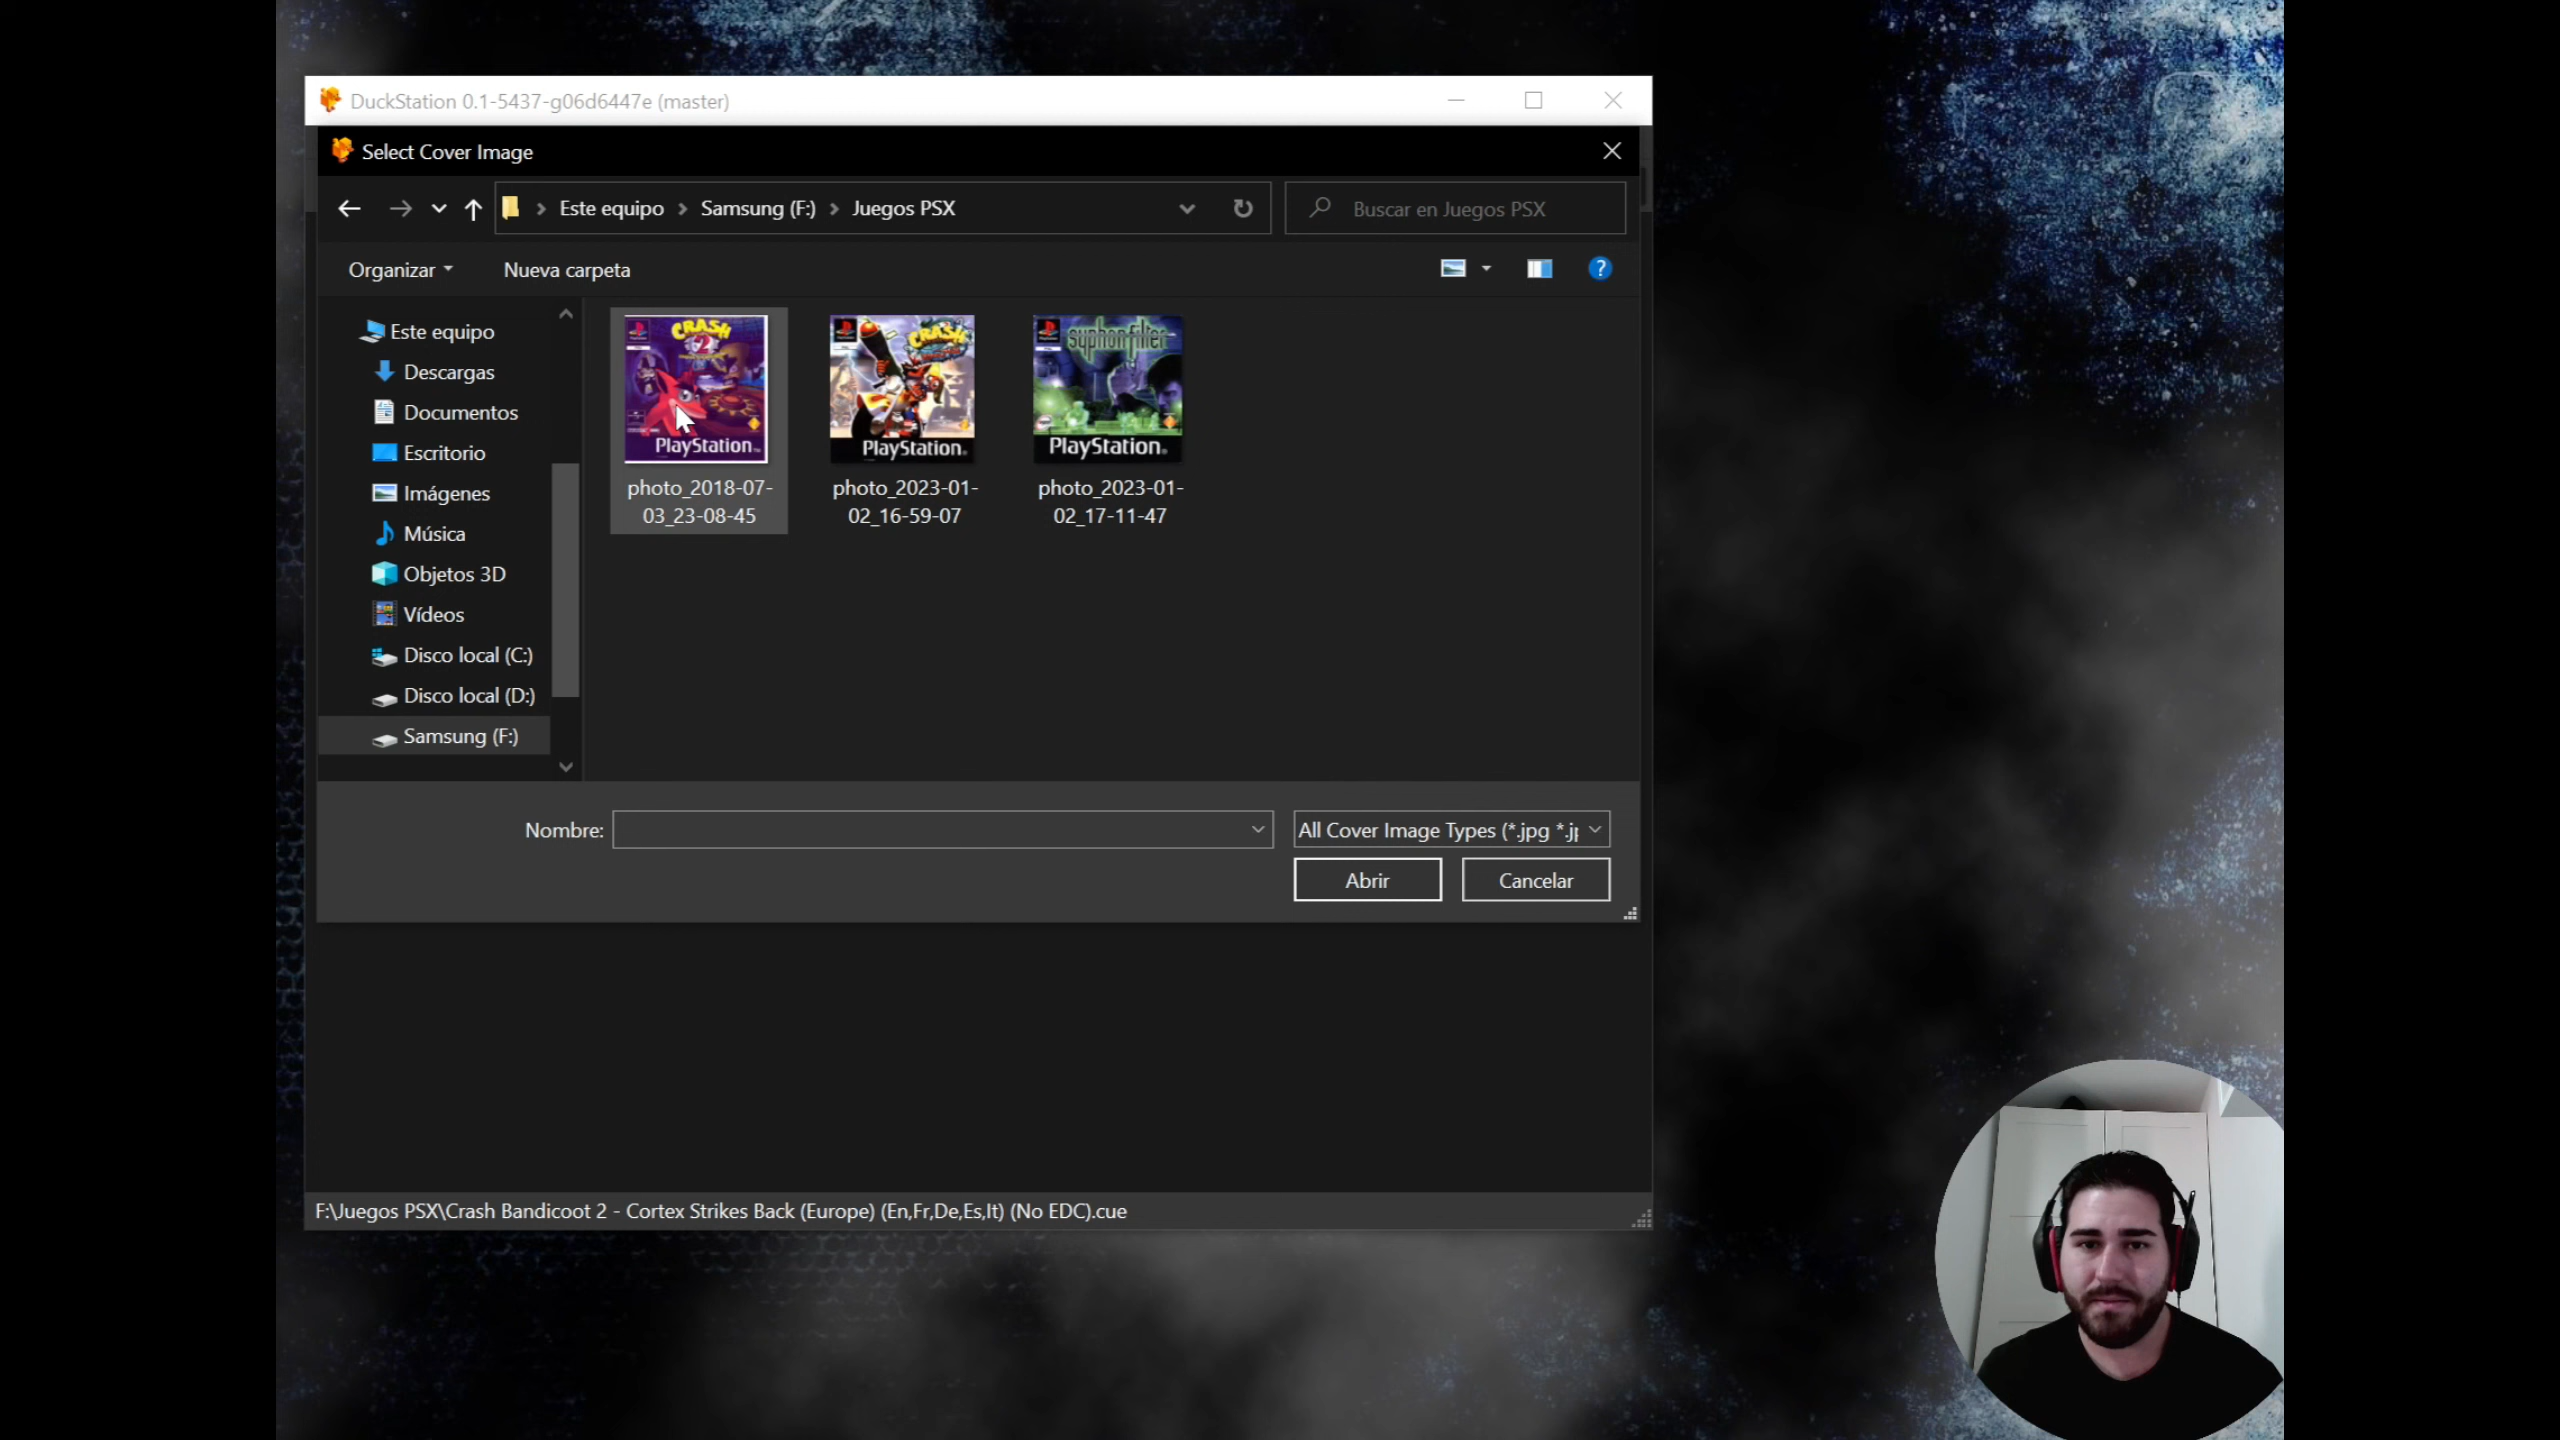 DuckStation 0.1-5437-g06d6447e (master)
Select Cover Image
Este equipo
Samsung (F:)
Juegos PSX
Buscar en Juegos PSX
Organizar
Nueva carpeta
Este equipo
Descargas
Documentos
Escritorio
Imágenes
Música
Objetos 3D
Vídeos
Disco local (C:)
Disco local (D:)
Samsung (F:)
CRASH
2
PlayStation
photo_2018-07-
03_23-08-45
CRASH
PlayStation
photo_2023-01-
02_16-59-07
syphon filter
PlayStation
photo_2023-01-
02_17-11-47
Nombre:
All Cover Image Types (*.jpg *.j
Abrir
Cancelar
F:\Juegos PSX\Crash Bandicoot 2 - Cortex Strikes Back (Europe) (En,Fr,De,Es,It) (No EDC).cue